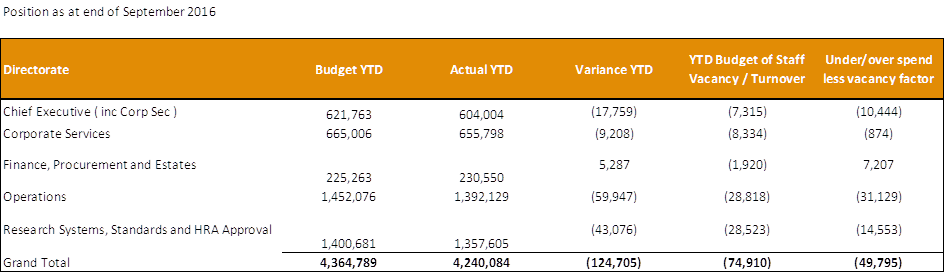 Position as at end of September 2016
Directorate Budget YTD Actual YTD Variance YTD YTD Budget of Staff Vacancy / Turnover Under/over spend less vacancy factor
Chief Executive ( inc Corp Sec ) 621,763 604,004 (17,759) (7,315) (10,444)
Corporate Services 665,006 655,798 (9,208) (8,334) (874)
Finance, Procurement and Estates 225,263 230,550 5,287 (1,920) 7,207
Operations 1,452,076 1,392,129 (59,947) (28,818) (31,129)
Research Systems, Standards and HRA Approval 1,400,681 1,357,605 (43,076) (28,523) (14,553)
Grand Total 4,364,789 4,240,084 (124,705) (74,910) (49,795)